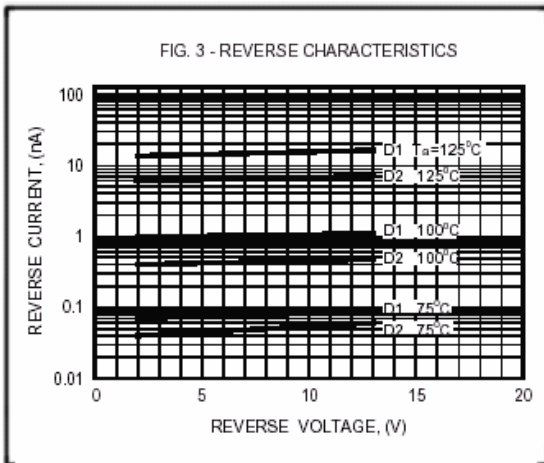 FIG. 3 - REVERSE CHARACTERISTICS
REVERSE CURRENT, (nA)
100
10
1
0.1
0.01
D1 Ta=125°C
D2 125°C
D1 100°C
D2 100°C
D1 75°C
D2 75°C
0 5 10 15 20
REVERSE VOLTAGE, (V)